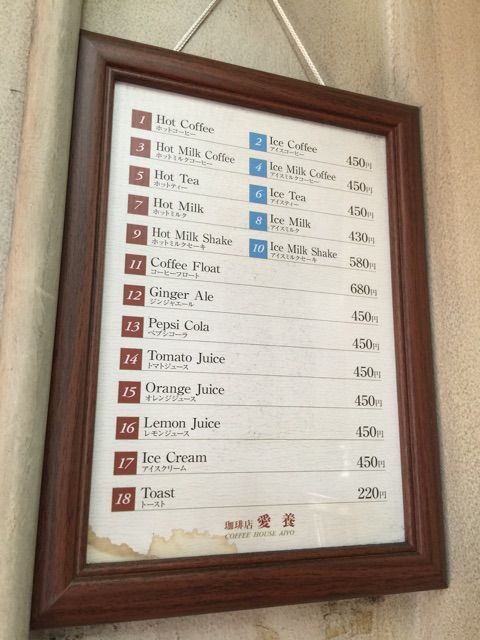 1 Hot Coffee
ホットコーヒー
2 Ice Coffee
アイスコーヒー
450円
3 Hot Milk Coffee
ホットミルクコーヒー
4 Ice Milk Coffee
アイスミルクコーヒー
450円
5 Hot Tea
ホットティー
6 Ice Tea
アイスティー
450円
7 Hot Milk
ホットミルク
8 Ice Milk
アイスミルク
430円
9 Hot Milk Shake
ホットミルクセーキ
10 Ice Milk Shake
アイスミルクセーキ
580円
11 Coffee Float
コーヒーフロート
680円
12 Ginger Ale
ジンジャエール
450円
13 Pepsi Cola
ペプシコーラ
450円
14 Tomato Juice
トマトジュース
450円
15 Orange Juice
オレンジジュース
450円
16 Lemon Juice
レモンジュース
450円
17 Ice Cream
アイスクリーム
450円
18 Toast
トースト
220円
珈琲店 愛養
COFFEE HOUSE AIYO